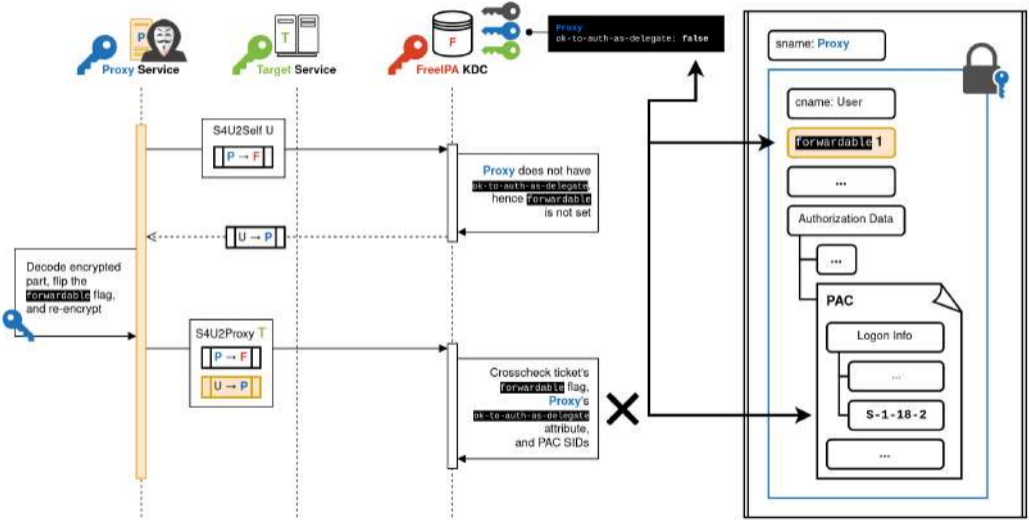 P
Proxy Service
T
Target Service
F
FreeIPA KDC
Proxy
ok-to-auth-as-delegate: false
S4U2Self U
P → F
Proxy does not have
ok-to-auth-as-delegate,
hence forwardable
is not set
U → P
Decode encrypted
part, flip the
forwardable flag,
and re-encrypt
S4U2Proxy T
P → F
U → P
Crosscheck ticket's
forwardable flag,
Proxy's
ok-to-auth-as-delegate
attribute,
and PAC SIDs
sname: Proxy
cname: User
forwardable 1
...
Authorization Data
...
PAC
Logon Info
...
S-1-18-2
...